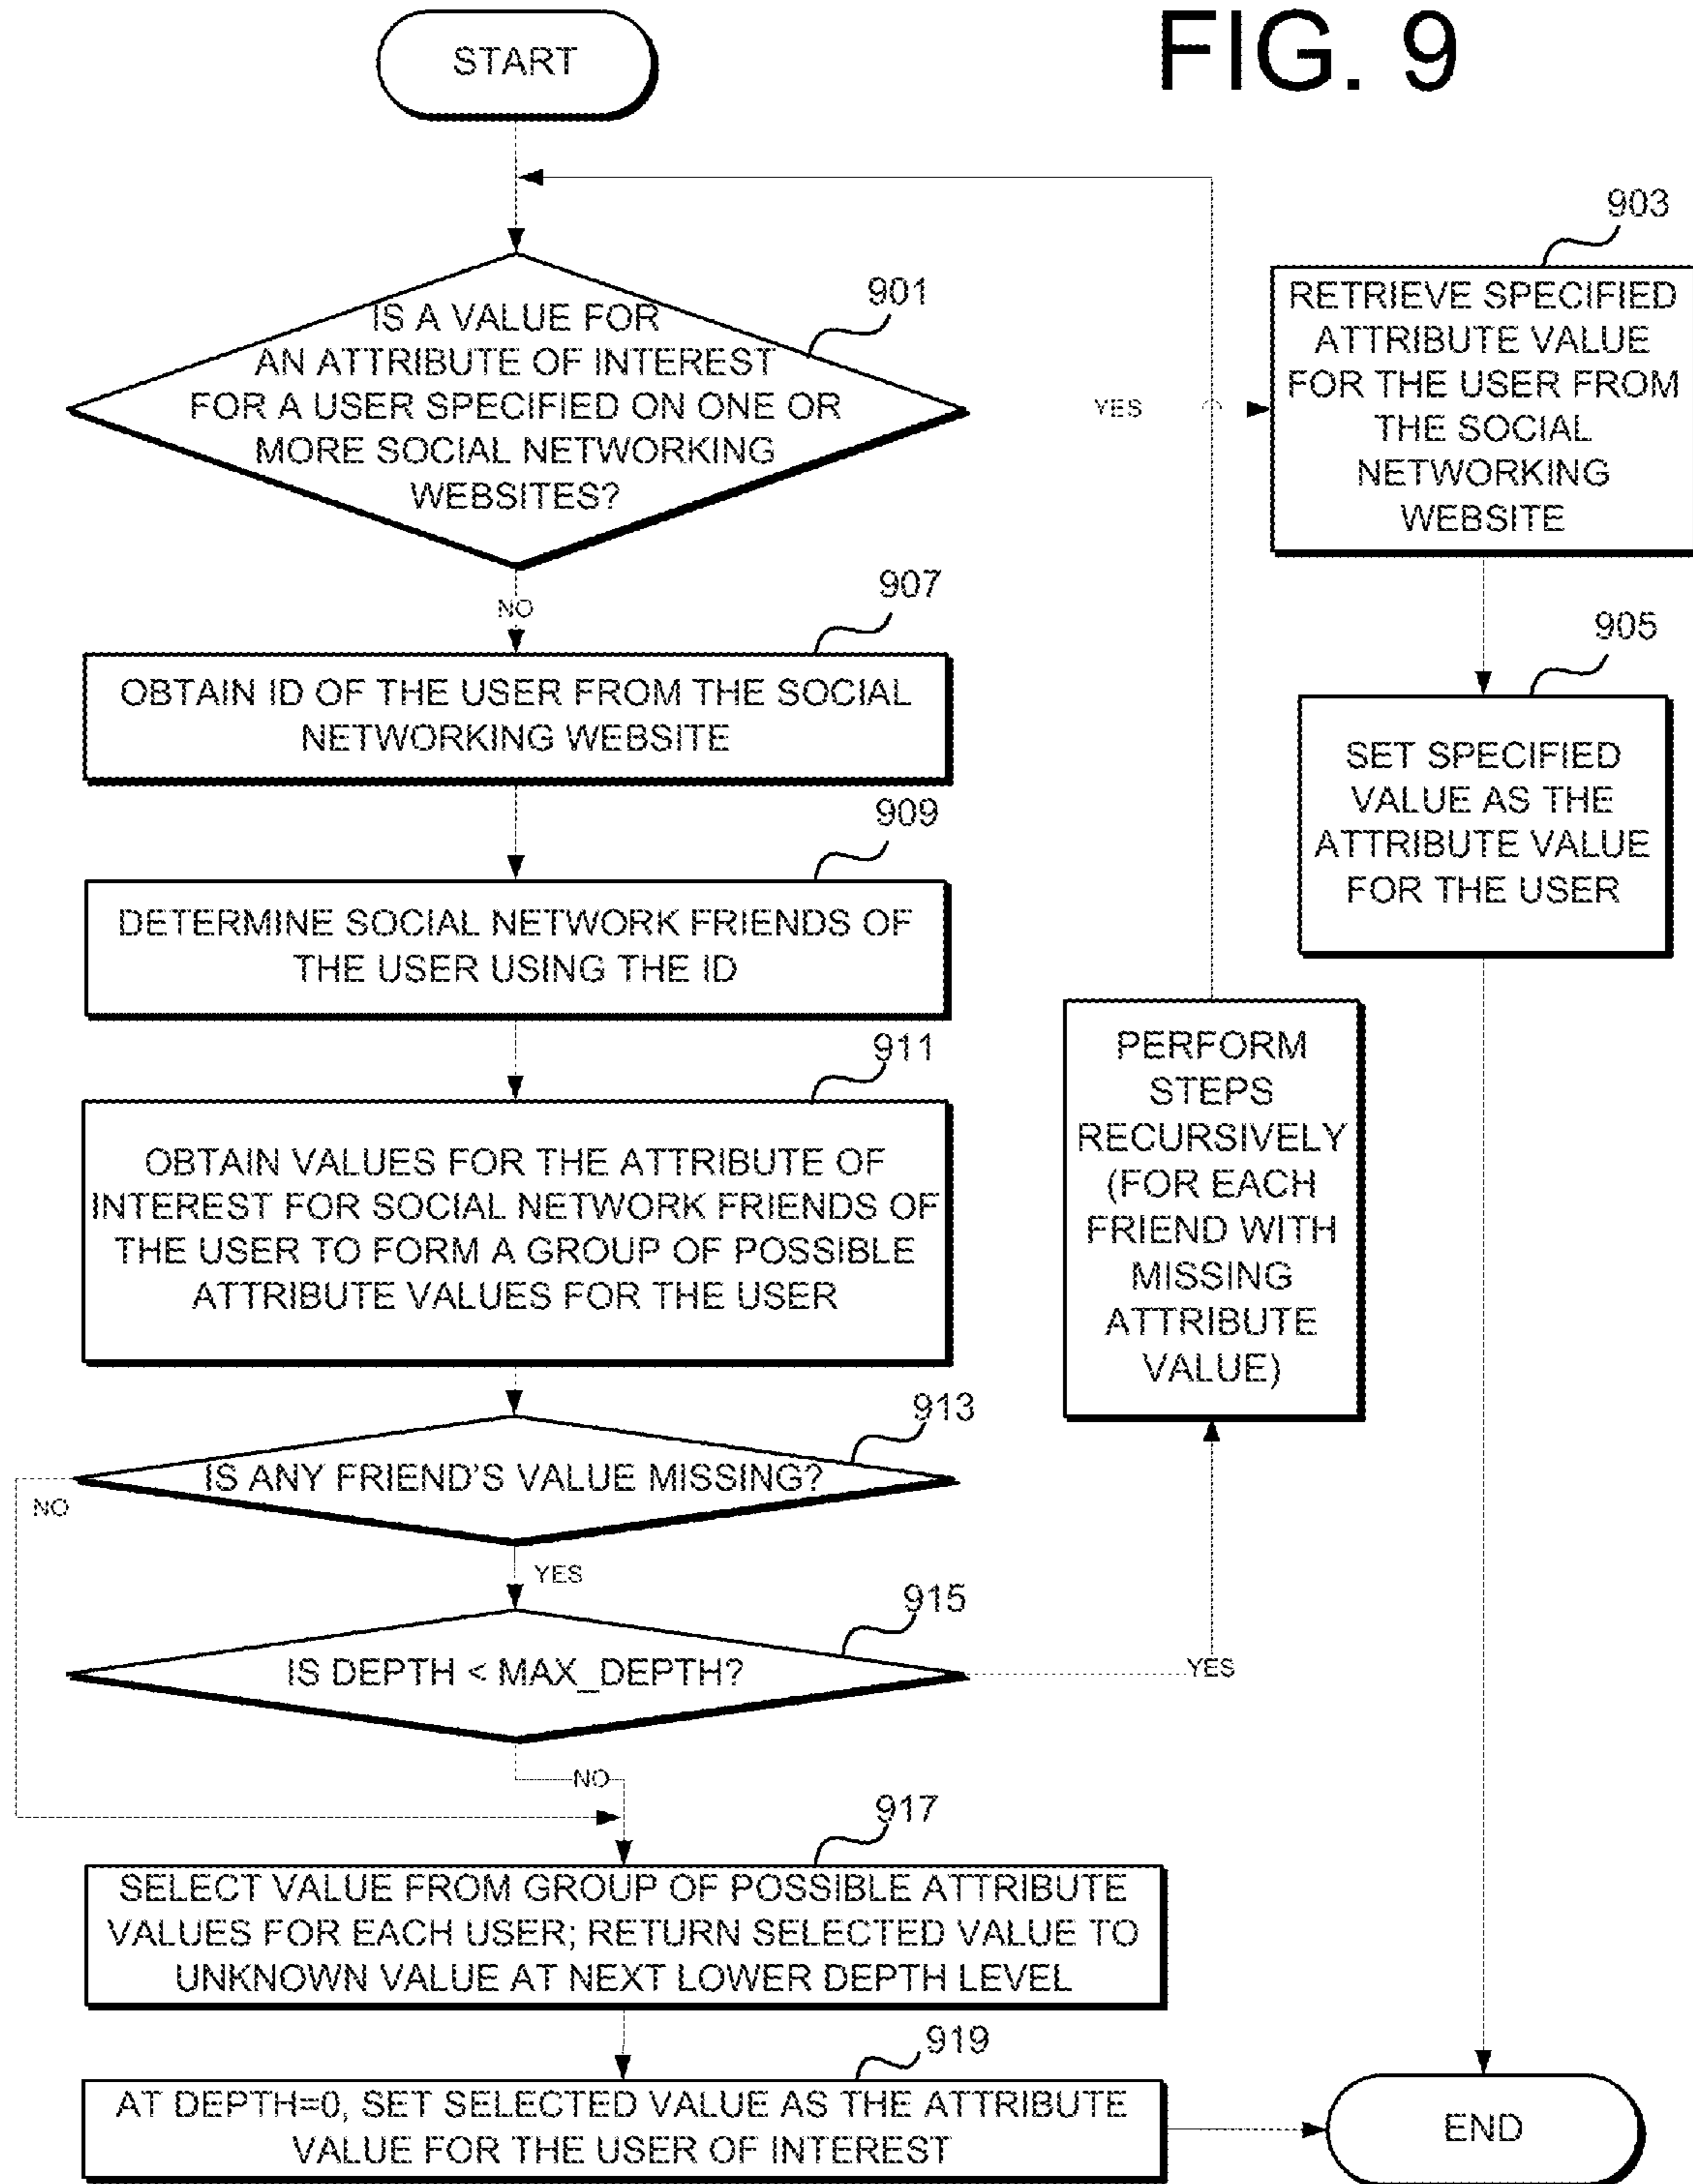 FIG. 9
START
901
IS A VALUE FOR
AN ATTRIBUTE OF INTEREST
FOR A USER SPECIFIED ON ONE OR
MORE SOCIAL NETWORKING
WEBSITES?
YES
903
RETRIEVE SPECIFIED
ATTRIBUTE VALUE
FOR THE USER FROM
THE SOCIAL
NETWORKING
WEBSITE
905
SET SPECIFIED
VALUE AS THE
ATTRIBUTE VALUE
FOR THE USER
NO
907
OBTAIN ID OF THE USER FROM THE SOCIAL
NETWORKING WEBSITE
909
DETERMINE SOCIAL NETWORK FRIENDS OF
THE USER USING THE ID
911
OBTAIN VALUES FOR THE ATTRIBUTE OF
INTEREST FOR SOCIAL NETWORK FRIENDS OF
THE USER TO FORM A GROUP OF POSSIBLE
ATTRIBUTE VALUES FOR THE USER
PERFORM
STEPS
RECURSIVELY
(FOR EACH
FRIEND WITH
MISSING
ATTRIBUTE
VALUE)
913
IS ANY FRIEND'S VALUE MISSING?
NO
YES
915
IS DEPTH < MAX_DEPTH?
YES
NO
917
SELECT VALUE FROM GROUP OF POSSIBLE ATTRIBUTE
VALUES FOR EACH USER; RETURN SELECTED VALUE TO
UNKNOWN VALUE AT NEXT LOWER DEPTH LEVEL
919
AT DEPTH=0, SET SELECTED VALUE AS THE ATTRIBUTE
VALUE FOR THE USER OF INTEREST
END